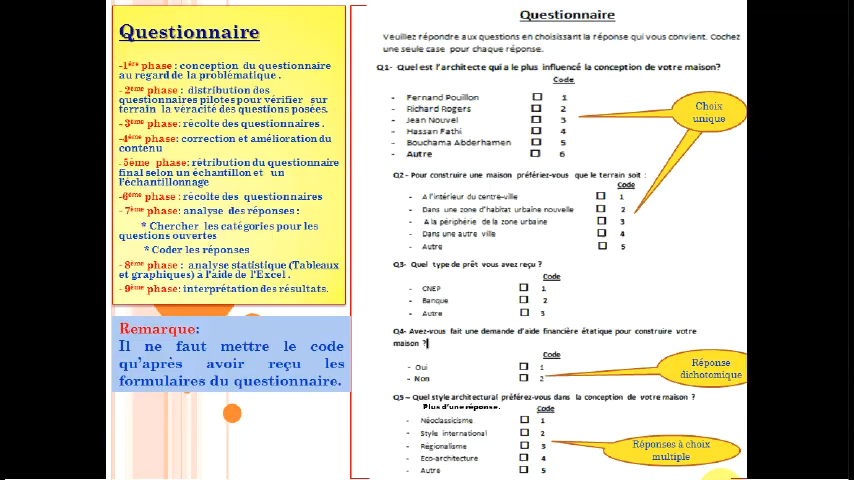 Questionnaire
-1ère phase : conception du questionnaire
au regard de la problématique .
- 2ème phase : distribution des
questionnaires pilotes pour vérifier sur
terrain la véracité des questions posées.
- 3ème phase: récolte des questionnaires .
-4ème phase: correction et amélioration du
contenu
- 5ème phase: rétribution du questionnaire
final selon un échantillon et un
l'échantillonnage
-6ème phase: récolte des questionnaires
- 7ème phase: analyse des réponses :
* Chercher les catégories pour les
questions ouvertes
* Coder les réponses
- 8ème phase : analyse statistique (Tableaux
et graphiques) à l'aide de l'Excel .
- 9ème phase: interprétation des résultats.
Remarque:
Il ne faut mettre le code
qu'après avoir reçu les
formulaires du questionnaire.
Questionnaire
Veuillez répondre aux questions en choisissant la réponse qui vous convient. Cochez
une seule case pour chaque réponse.
Q1- Quel est l'architecte qui a le plus influencé la conception de votre maison?
Code
- Fernand Pouillon 1
- Richard Rogers 2
- Jean Nouvel 3
- Hassan Fathi 4
- Bouchama Abderhamen 5
- Autre 6
Choix
unique
Q2 - Pour construire une maison préfériez-vous que le terrain soit :
Code
- A l'intérieur du centre-ville 1
- Dans une zone d'habitat urbaine nouvelle 2
- A la périphérie de la zone urbaine 3
- Dans une autre ville 4
- Autre 5
Q3- Quel type de prêt vous avez reçu ?
Code
- CNEP 1
- Banque 2
- Autre 3
Q4- Avez-vous fait une demande d'aide financière étatique pour construire votre
maison ?
Code
- Oui 1
- Non 2
Réponse
dichotomique
Q5 – Quel style architectural préférez-vous dans la conception de votre maison ?
Plus d'une réponse.
Code
- Néoclassicisme 1
- Style international 2
- Régionalisme 3
- Eco-architecture 4
- Autre 5
Réponses à choix
multiple